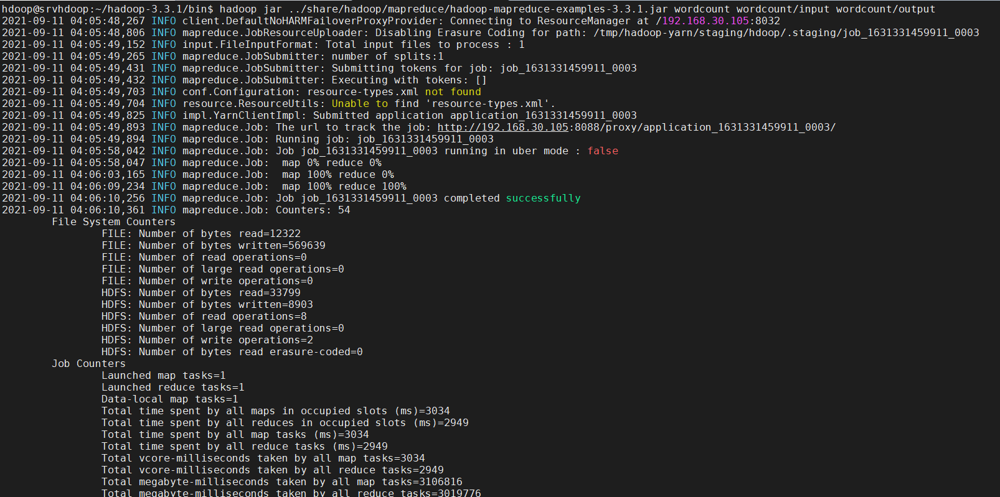 hdoop@srvhdoop:~/hadoop-3.3.1/bin$ hadoop jar ../share/hadoop/mapreduce/hadoop-mapreduce-examples-3.3.1.jar wordcount wordcount/input wordcount/output
2021-09-11 04:05:48,267 INFO client.DefaultNoHARMFailoverProxyProvider: Connecting to ResourceManager at /192.168.30.105:8032
2021-09-11 04:05:48,806 INFO mapreduce.JobResourceUploader: Disabling Erasure Coding for path: /tmp/hadoop-yarn/staging/hdoop/.staging/job_1631331459911_0003
2021-09-11 04:05:49,152 INFO input.FileInputFormat: Total input files to process : 1
2021-09-11 04:05:49,265 INFO mapreduce.JobSubmitter: number of splits:1
2021-09-11 04:05:49,431 INFO mapreduce.JobSubmitter: Submitting tokens for job: job_1631331459911_0003
2021-09-11 04:05:49,432 INFO mapreduce.JobSubmitter: Executing with tokens: []
2021-09-11 04:05:49,703 INFO conf.Configuration: resource-types.xml not found
2021-09-11 04:05:49,704 INFO resource.ResourceUtils: Unable to find 'resource-types.xml'.
2021-09-11 04:05:49,825 INFO impl.YarnClientImpl: Submitted application application_1631331459911_0003
2021-09-11 04:05:49,893 INFO mapreduce.Job: The url to track the job: http://192.168.30.105:8088/proxy/application_1631331459911_0003/
2021-09-11 04:05:49,894 INFO mapreduce.Job: Running job: job_1631331459911_0003
2021-09-11 04:05:58,042 INFO mapreduce.Job: Job job_1631331459911_0003 running in uber mode : false
2021-09-11 04:05:58,047 INFO mapreduce.Job:  map 0% reduce 0%
2021-09-11 04:06:03,165 INFO mapreduce.Job:  map 100% reduce 0%
2021-09-11 04:06:09,234 INFO mapreduce.Job:  map 100% reduce 100%
2021-09-11 04:06:10,256 INFO mapreduce.Job: Job job_1631331459911_0003 completed successfully
2021-09-11 04:06:10,361 INFO mapreduce.Job: Counters: 54
File System Counters
FILE: Number of bytes read=12322
FILE: Number of bytes written=569639
FILE: Number of read operations=0
FILE: Number of large read operations=0
FILE: Number of write operations=0
HDFS: Number of bytes read=33799
HDFS: Number of bytes written=8903
HDFS: Number of read operations=8
HDFS: Number of large read operations=0
HDFS: Number of write operations=2
HDFS: Number of bytes read erasure-coded=0
Job Counters
Launched map tasks=1
Launched reduce tasks=1
Data-local map tasks=1
Total time spent by all maps in occupied slots (ms)=3034
Total time spent by all reduces in occupied slots (ms)=2949
Total time spent by all map tasks (ms)=3034
Total time spent by all reduce tasks (ms)=2949
Total vcore-milliseconds taken by all map tasks=3034
Total vcore-milliseconds taken by all reduce tasks=2949
Total megabyte-milliseconds taken by all map tasks=3106816
Total megabyte-milliseconds taken by all reduce tasks=3019776